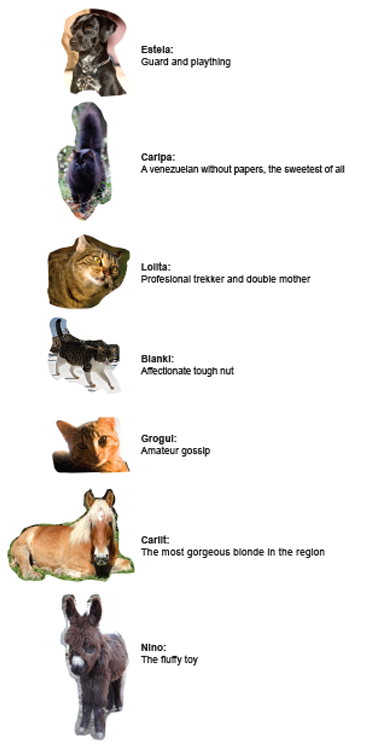 Estela:
Guard and plaything
Caripa:
A venezuelan without papers, the sweetest of all
Lolita:
Profesional trekker and double mother
Blanki:
Affectionate tough nut
Grogui:
Amateur gossip
Carlit:
The most gorgeous blonde in the region
Nino:
The fluffy toy